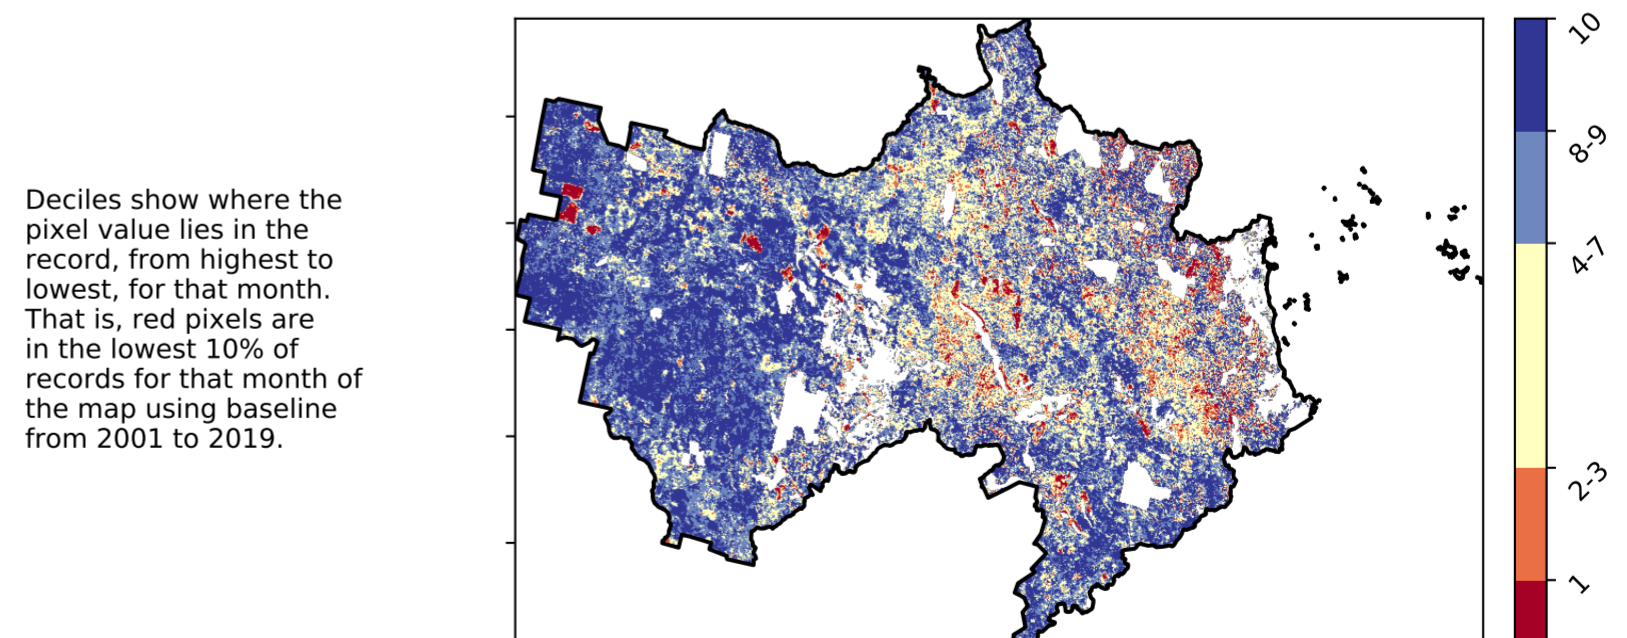 Deciles show where the
pixel value lies in the
record, from highest to
lowest, for that month.
That is, red pixels are
in the lowest 10% of
records for that month of
the map using baseline
from 2001 to 2019.
10
8-9
4-7
2-3
1